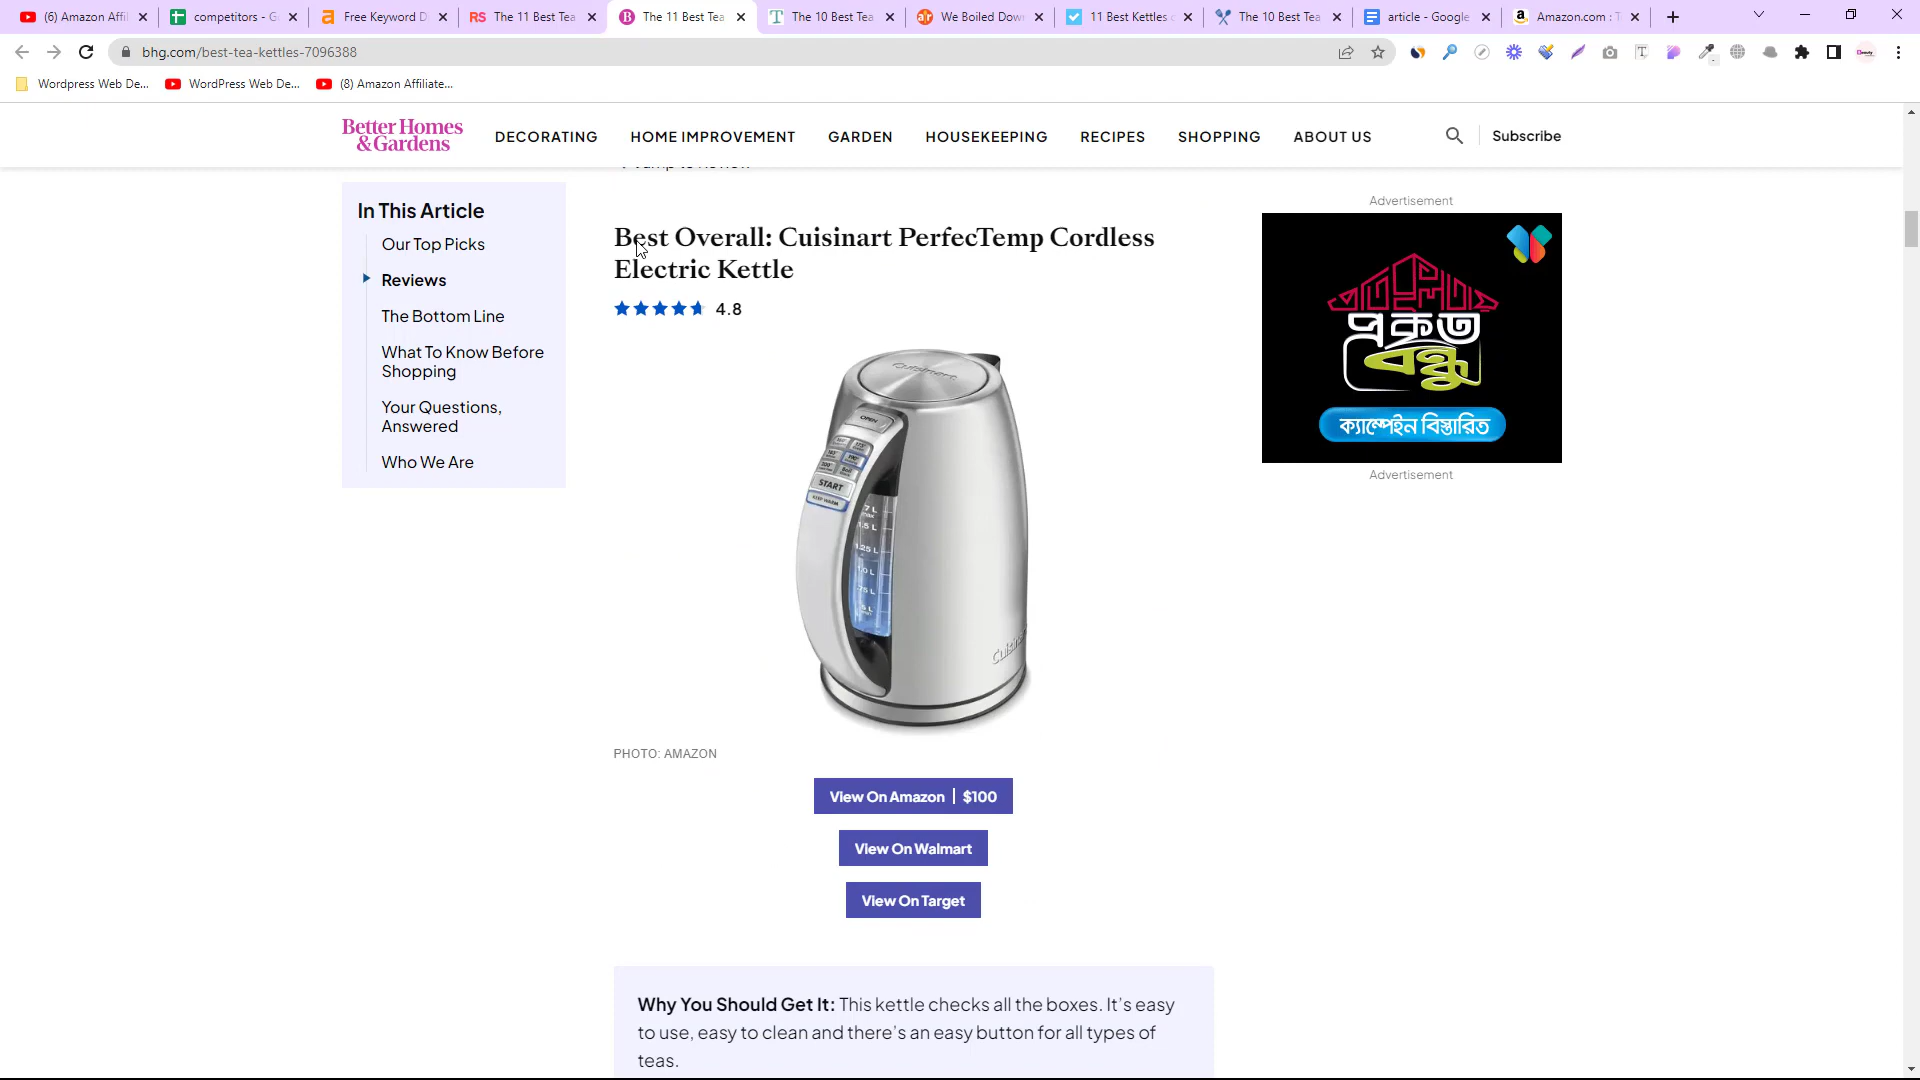 (6) Amazon Affi
competitors - G
Free Keyword D
The 11 Best Tea
The 11 Best Tea
The 10 Best Tea
We Boiled Dow
11 Best Kettles
The 10 Best Tea
article - Google
Amazon.com : T
bhg.com/best-tea-kettles-7096388
Wordpress Web De...
WordPress Web De...
(8) Amazon Affiliate...
Better Homes
&Gardens
DECORATING
HOME IMPROVEMENT
GARDEN
HOUSEKEEPING
RECIPES
SHOPPING
ABOUT US
Subscribe
In This Article
Our Top Picks
Reviews
The Bottom Line
What To Know Before
Shopping
Your Questions,
Answered
Who We Are
Best Overall: Cuisinart PerfecTemp Cordless
Electric Kettle
4.8
Cuisinart
OPEN
START
KEEP WARM
1.25 L
PHOTO: AMAZON
View On Amazon | $100
View On Walmart
View On Target
Why You Should Get It: This kettle checks all the boxes. It's easy
to use, easy to clean and there's an easy button for all types of
teas.
Advertisement
ক্যাম্পেইন বিস্তারিত
Advertisement